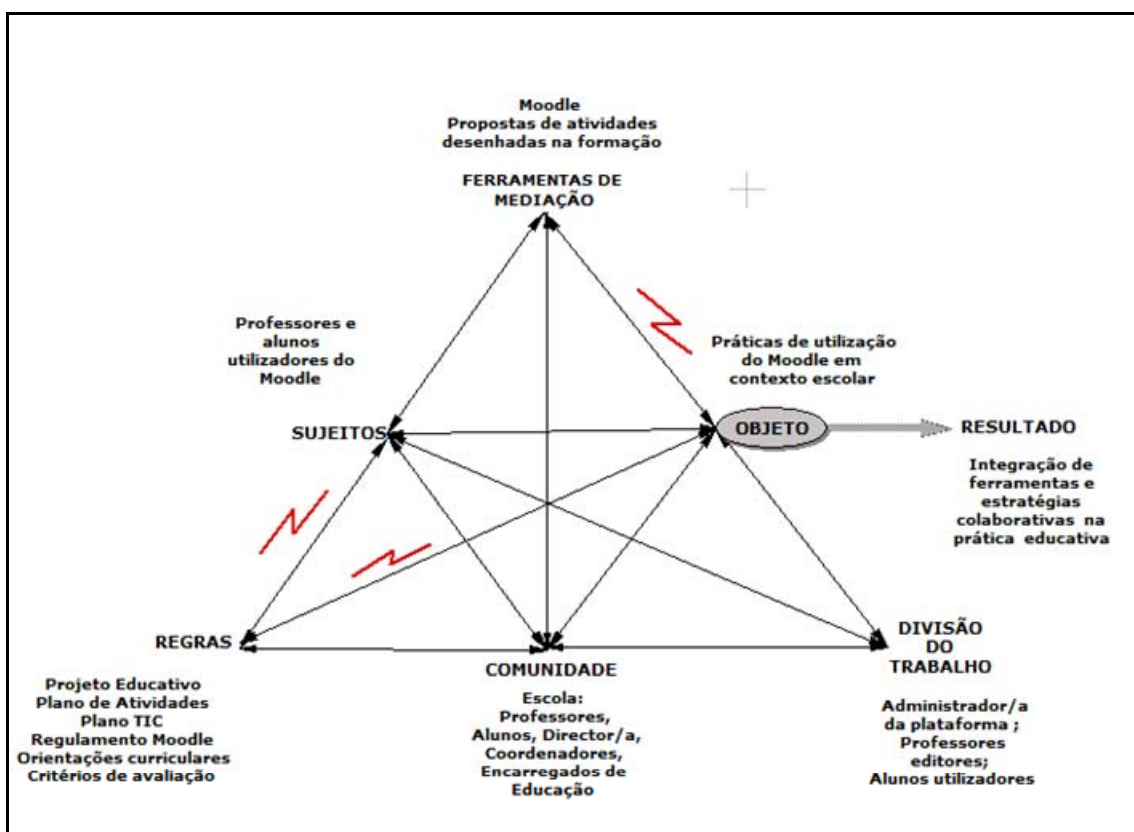 Moodle
Propostas de atividades
desenhadas na formação
FERRAMENTAS DE
MEDIAÇÃO
Professores e
alunos
utilizadores do
Moodle
SUJEITOS
Práticas de utilização
do Moodle em
contexto escolar
OBJETO
RESULTADO
Integração de
ferramentas e
estratégias
colaborativas na
prática educativa
REGRAS
Projeto Educativo
Plano de Atividades
Plano TIC
Regulamento Moodle
Orientações curriculares
Critérios de avaliação
COMUNIDADE
Escola:
Professores,
Alunos, Director/a,
Coordenadores,
Encarregados de
Educação
DIVISÃO
DO
TRABALHO
Administrador/a
da plataforma ;
Professores
editores;
Alunos utilizadores